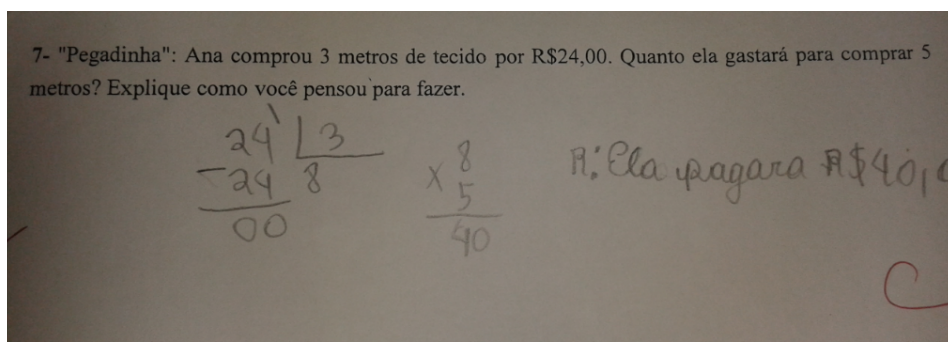 7- "Pegadinha": Ana comprou 3 metros de tecido por R$24,00. Quanto ela gastará para comprar 5
metros? Explique como você pensou para fazer.
24 3
-24 8
00
8
x 5
40
R: Ela pagara R$40,0
C